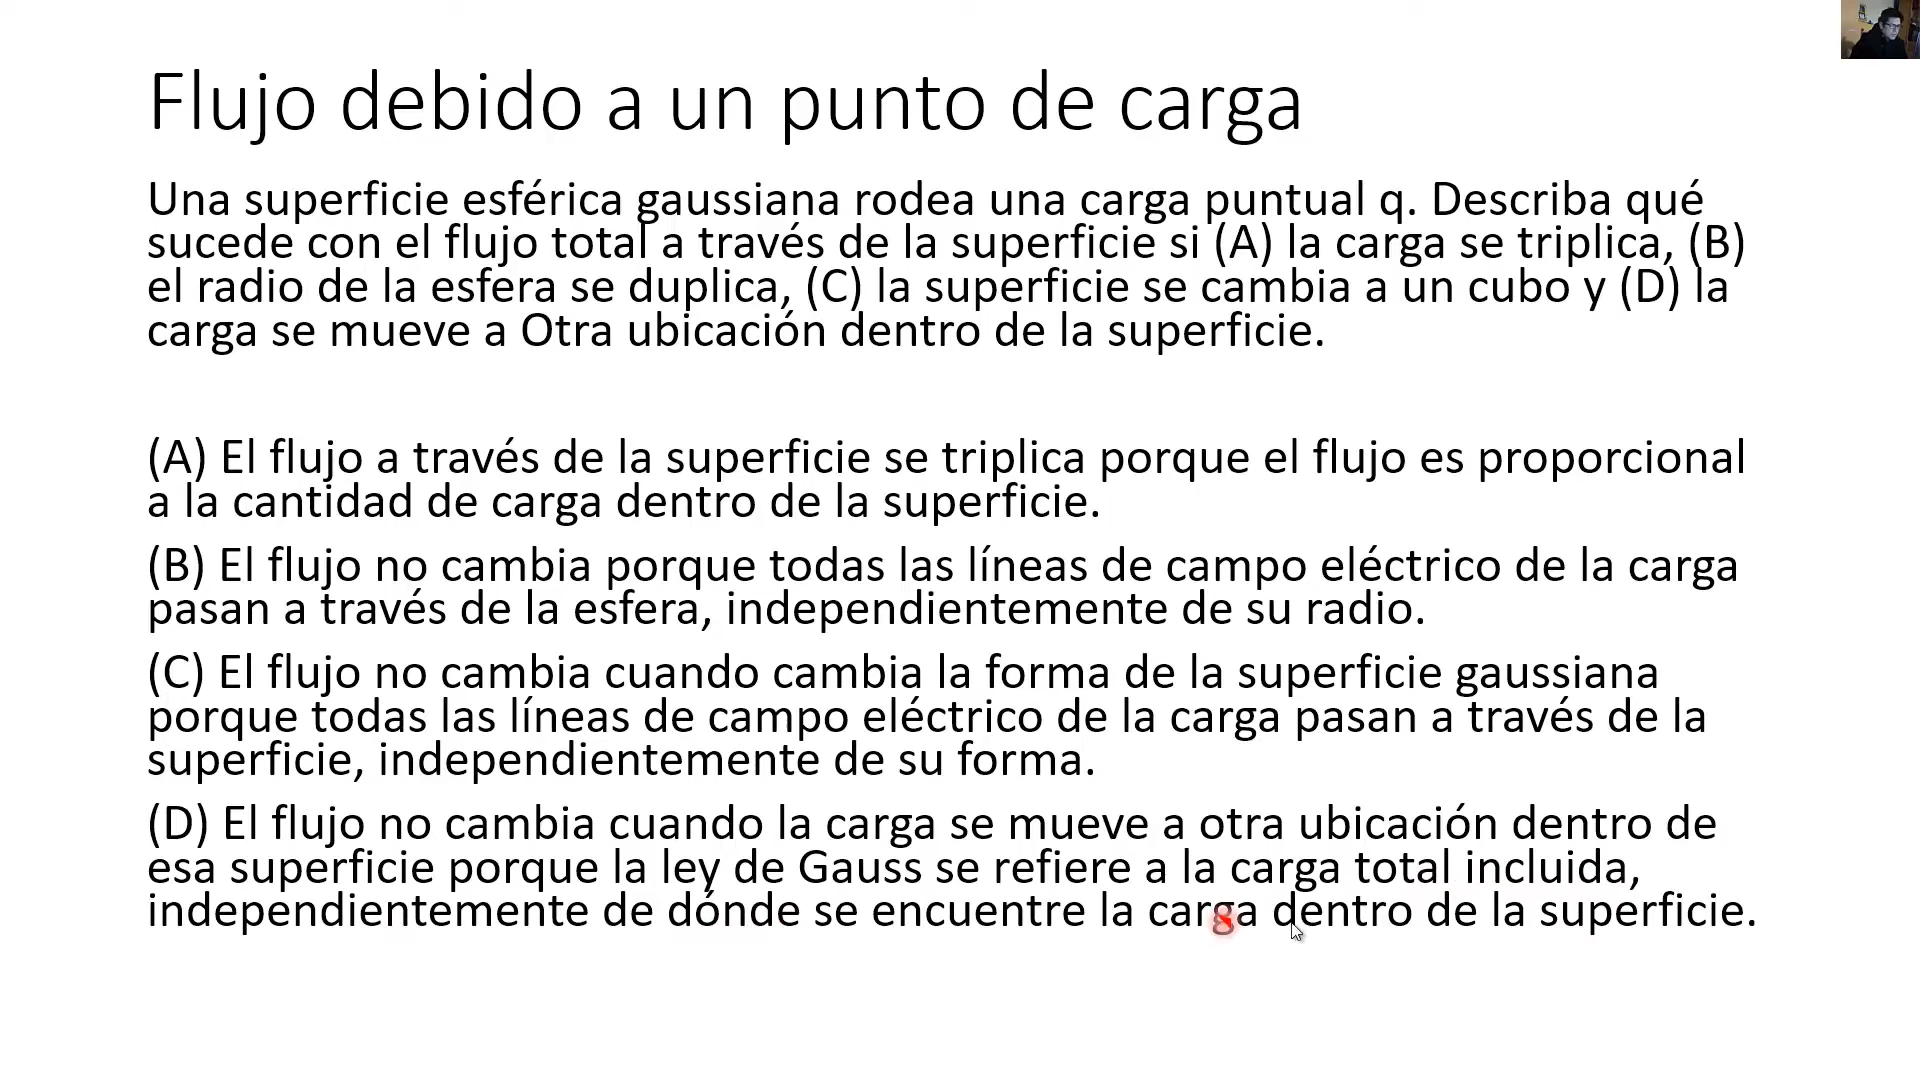 Flujo debido a un punto de carga
Una superficie esférica gaussiana rodea una carga puntual q. Describa qué
sucede con el flujo total a través de la superficie si (A) la carga se triplica, (B)
el radio de la esfera se duplica, (C) la superficie se cambia a un cubo y (D) la
carga se mueve a Otra ubicación dentro de la superficie.
(A) El flujo a través de la superficie se triplica porque el flujo es proporcional
a la cantidad de carga dentro de la superficie.
(B) El flujo no cambia porque todas las líneas de campo eléctrico de la carga
pasan a través de la esfera, independientemente de su radio.
(C) El flujo no cambia cuando cambia la forma de la superficie gaussiana
porque todas las líneas de campo eléctrico de la carga pasan a través de la
superficie, independientemente de su forma.
(D) El flujo no cambia cuando la carga se mueve a otra ubicación dentro de
esa superficie porque la ley de Gauss se refiere a la carga total incluida,
independientemente de dónde se encuentre la carga dentro de la superficie.